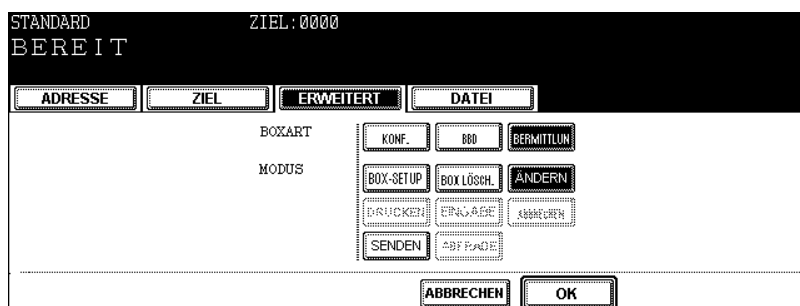 STANDARD ZIEL:0000
BEREIT
ADRESSE ZIEL ERWEITERT DATEI
BOXART KONF. BBD BERMITTLUN
MODUS BOX-SETUP BOX LÖSCH. ÄNDERN
DRUCKEN EINGABE ABBRECHEN
SENDEN ABFRAGE
ABBRECHEN OK